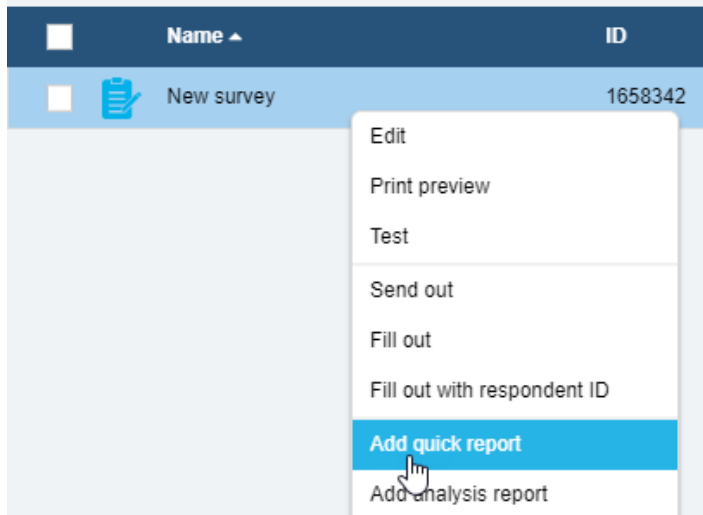 Name ID
New survey 1658342
Edit
Print preview
Test
Send out
Fill out
Fill out with respondent ID
Add quick report
Add analysis report